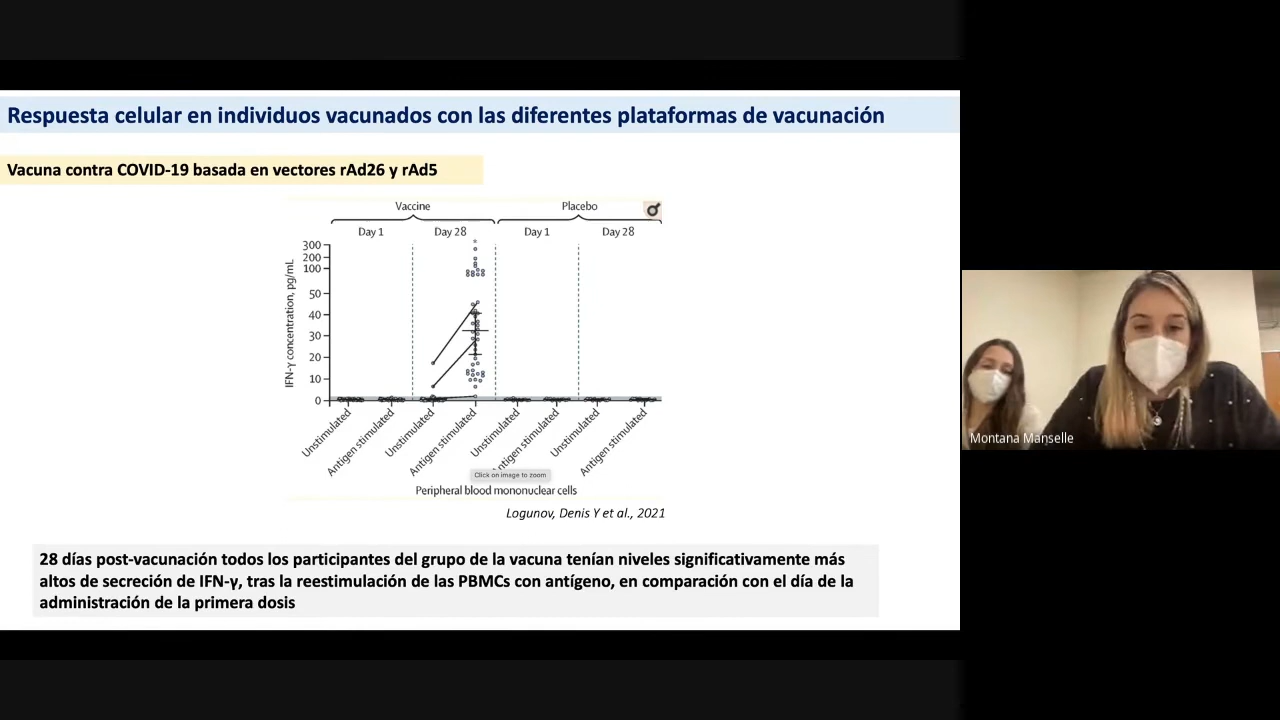 Respuesta celular en individuos vacunados con las diferentes plataformas de vacunación
Vacuna contra COVID-19 basada en vectores rAd26 y rAd5
Vaccine
Placebo
Day 1
Day 28
Day 1
Day 28
300
200
100
50
40
30
20
10
0
IFN-γ concentration, pg/mL
*
Unstimulated
Antigen stimulated
Unstimulated
Antigen stimulated
Unstimulated
Antigen stimulated
Unstimulated
Antigen stimulated
Click on image to zoom
Peripheral blood mononuclear cells
Logunov, Denis Y et al., 2021
28 días post-vacunación todos los participantes del grupo de la vacuna tenían niveles significativamente más
altos de secreción de IFN-γ, tras la reestimulación de las PBMCs con antígeno, en comparación con el día de la
administración de la primera dosis
Montana Manselle